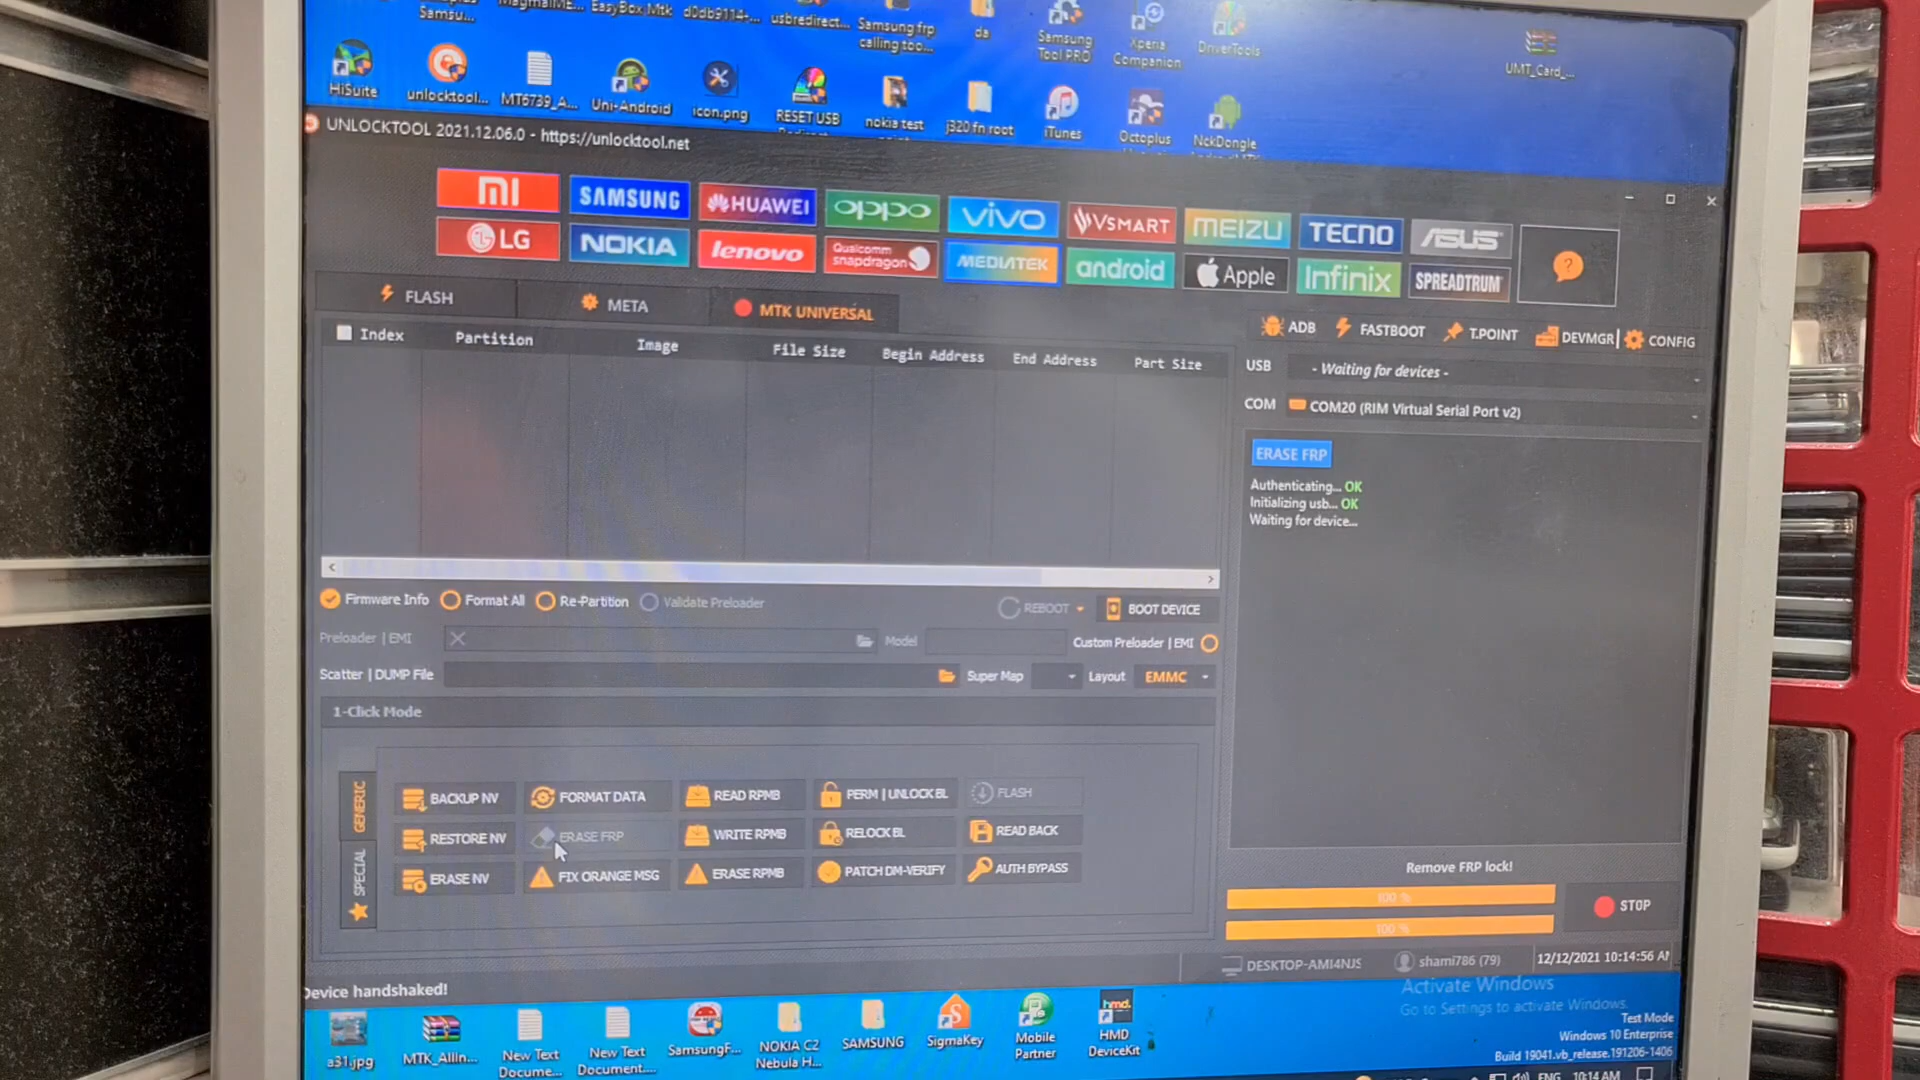 Samsu...
EasyBox Mtk
d0db9114-...
usbredirect...
Samsung frp
calling too...
da
Samsung
Tool PRO
Xperia
Companion
DriverTools
UMT_Card_...
HiSuite
unlocktool...
MT6739_A...
Uni-Android
icon.png
RESET USB
nokia test
j320 fn root
iTunes
Octoplus
NckDongle
UNLOCKTOOL 2021.12.06.0 - https://unlocktool.net
MI
SAMSUNG
HUAWEI
oppo
vivo
VSMART
MEIZU
TECNO
ASUS
LG
NOKIA
lenovo
Qualcomm
snapdragon
MEDIATEK
android
Apple
Infinix
SPREADTRUM
?
FLASH
META
MTK UNIVERSAL
ADB
FASTBOOT
T.POINT
DEVMGR
CONFIG
Index
Partition
Image
File Size
Begin Address
End Address
Part Size
USB
- Waiting for devices -
COM
COM20 (RIM Virtual Serial Port v2)
ERASE FRP
Authenticating... OK
Initializing usb... OK
Waiting for device...
Firmware Info
Format All
Re-Partition
Validate Preloader
REBOOT
BOOT DEVICE
Preloader | EMI
Model
Custom Preloader | EMI
Scatter | DUMP File
Super Map
Layout
EMMC
1-Click Mode
GENERIC
SPECIAL
BACKUP NV
FORMAT DATA
READ RPMB
PERM | UNLOCK BL
FLASH
RESTORE NV
ERASE FRP
WRITE RPMB
RELOCK BL
READ BACK
ERASE NV
FIX ORANGE MSG
ERASE RPMB
PATCH DM-VERIFY
AUTH BYPASS
Remove FRP lock!
100 %
100 %
STOP
Device handshaked!
DESKTOP-AMI4NJS
shami786 (79)
12/12/2021 10:14:56 AM
Activate Windows
Go to Settings to activate Windows.
Test Mode
Windows 10 Enterprise
Build 19041.vb_release.191206-1406
a31.jpg
MTK_AllIn...
New Text
Docume...
New Text
Document....
SamsungF...
NOKIA C2
Nebula H...
SAMSUNG
SigmaKey
Mobile
Partner
hmd.
HMD
DeviceKit
ENG
10:14 AM